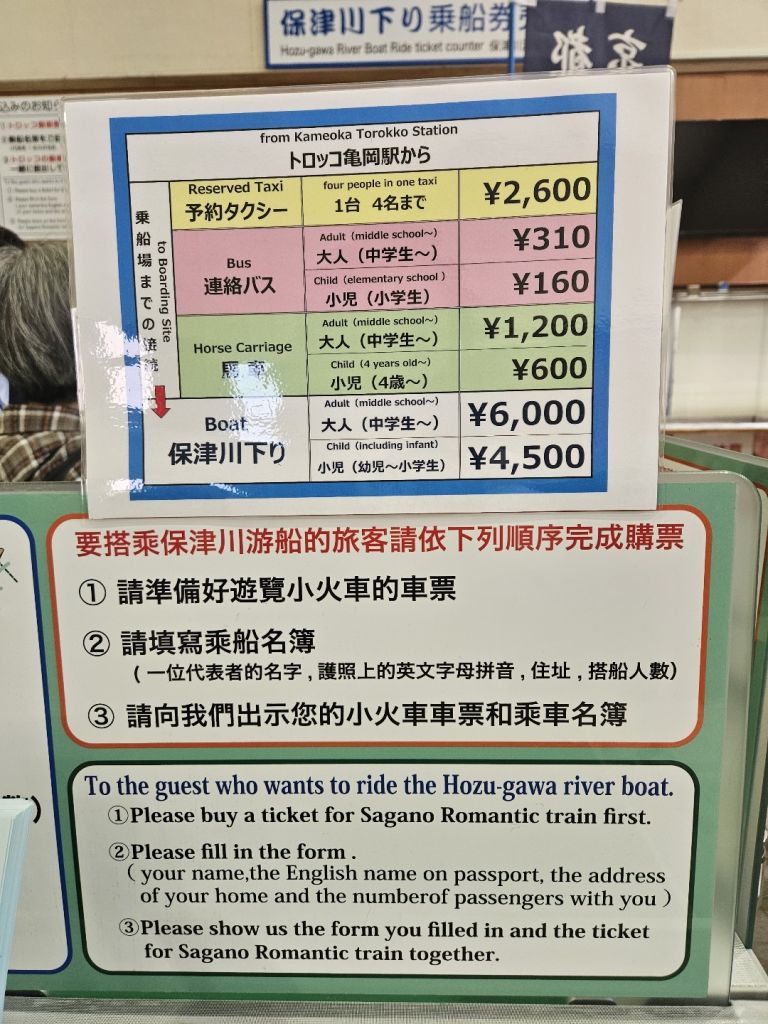 保津川下り乗船券
Hozu-gawa River Boat Ride ticket counter
京都
from Kameoka Torokko Station
トロッコ亀岡駅から
乗船場までの接続
to Boarding Site
Reserved Taxi
予約タクシー
four people in one taxi
1台 4名まで
¥2,600
Bus
連絡バス
Adult（middle school～）
大人（中学生～）
¥310
Child（elementary school）
小児（小学生）
¥160
Horse Carriage
馬車
Adult（middle school～）
大人（中学生～）
¥1,200
Child（4 years old～）
小児（4歳～）
¥600
Boat
保津川下り
Adult（middle school～）
大人（中学生～）
¥6,000
Child（including infant）
小児（幼児～小学生）
¥4,500
要搭乘保津川游船的旅客請依下列順序完成購票
① 請準備好遊覽小火車的車票
② 請填寫乘船名簿
(一位代表者的名字,護照上的英文字母拼音,住址,搭船人數)
③ 請向我們出示您的小火車車票和乘車名簿
To the guest who wants to ride the Hozu-gawa river boat.
①Please buy a ticket for Sagano Romantic train first.
②Please fill in the form .
( your name,the English name on passport, the address
of your home and the numberof passengers with you )
③Please show us the form you filled in and the ticket
for Sagano Romantic train together.